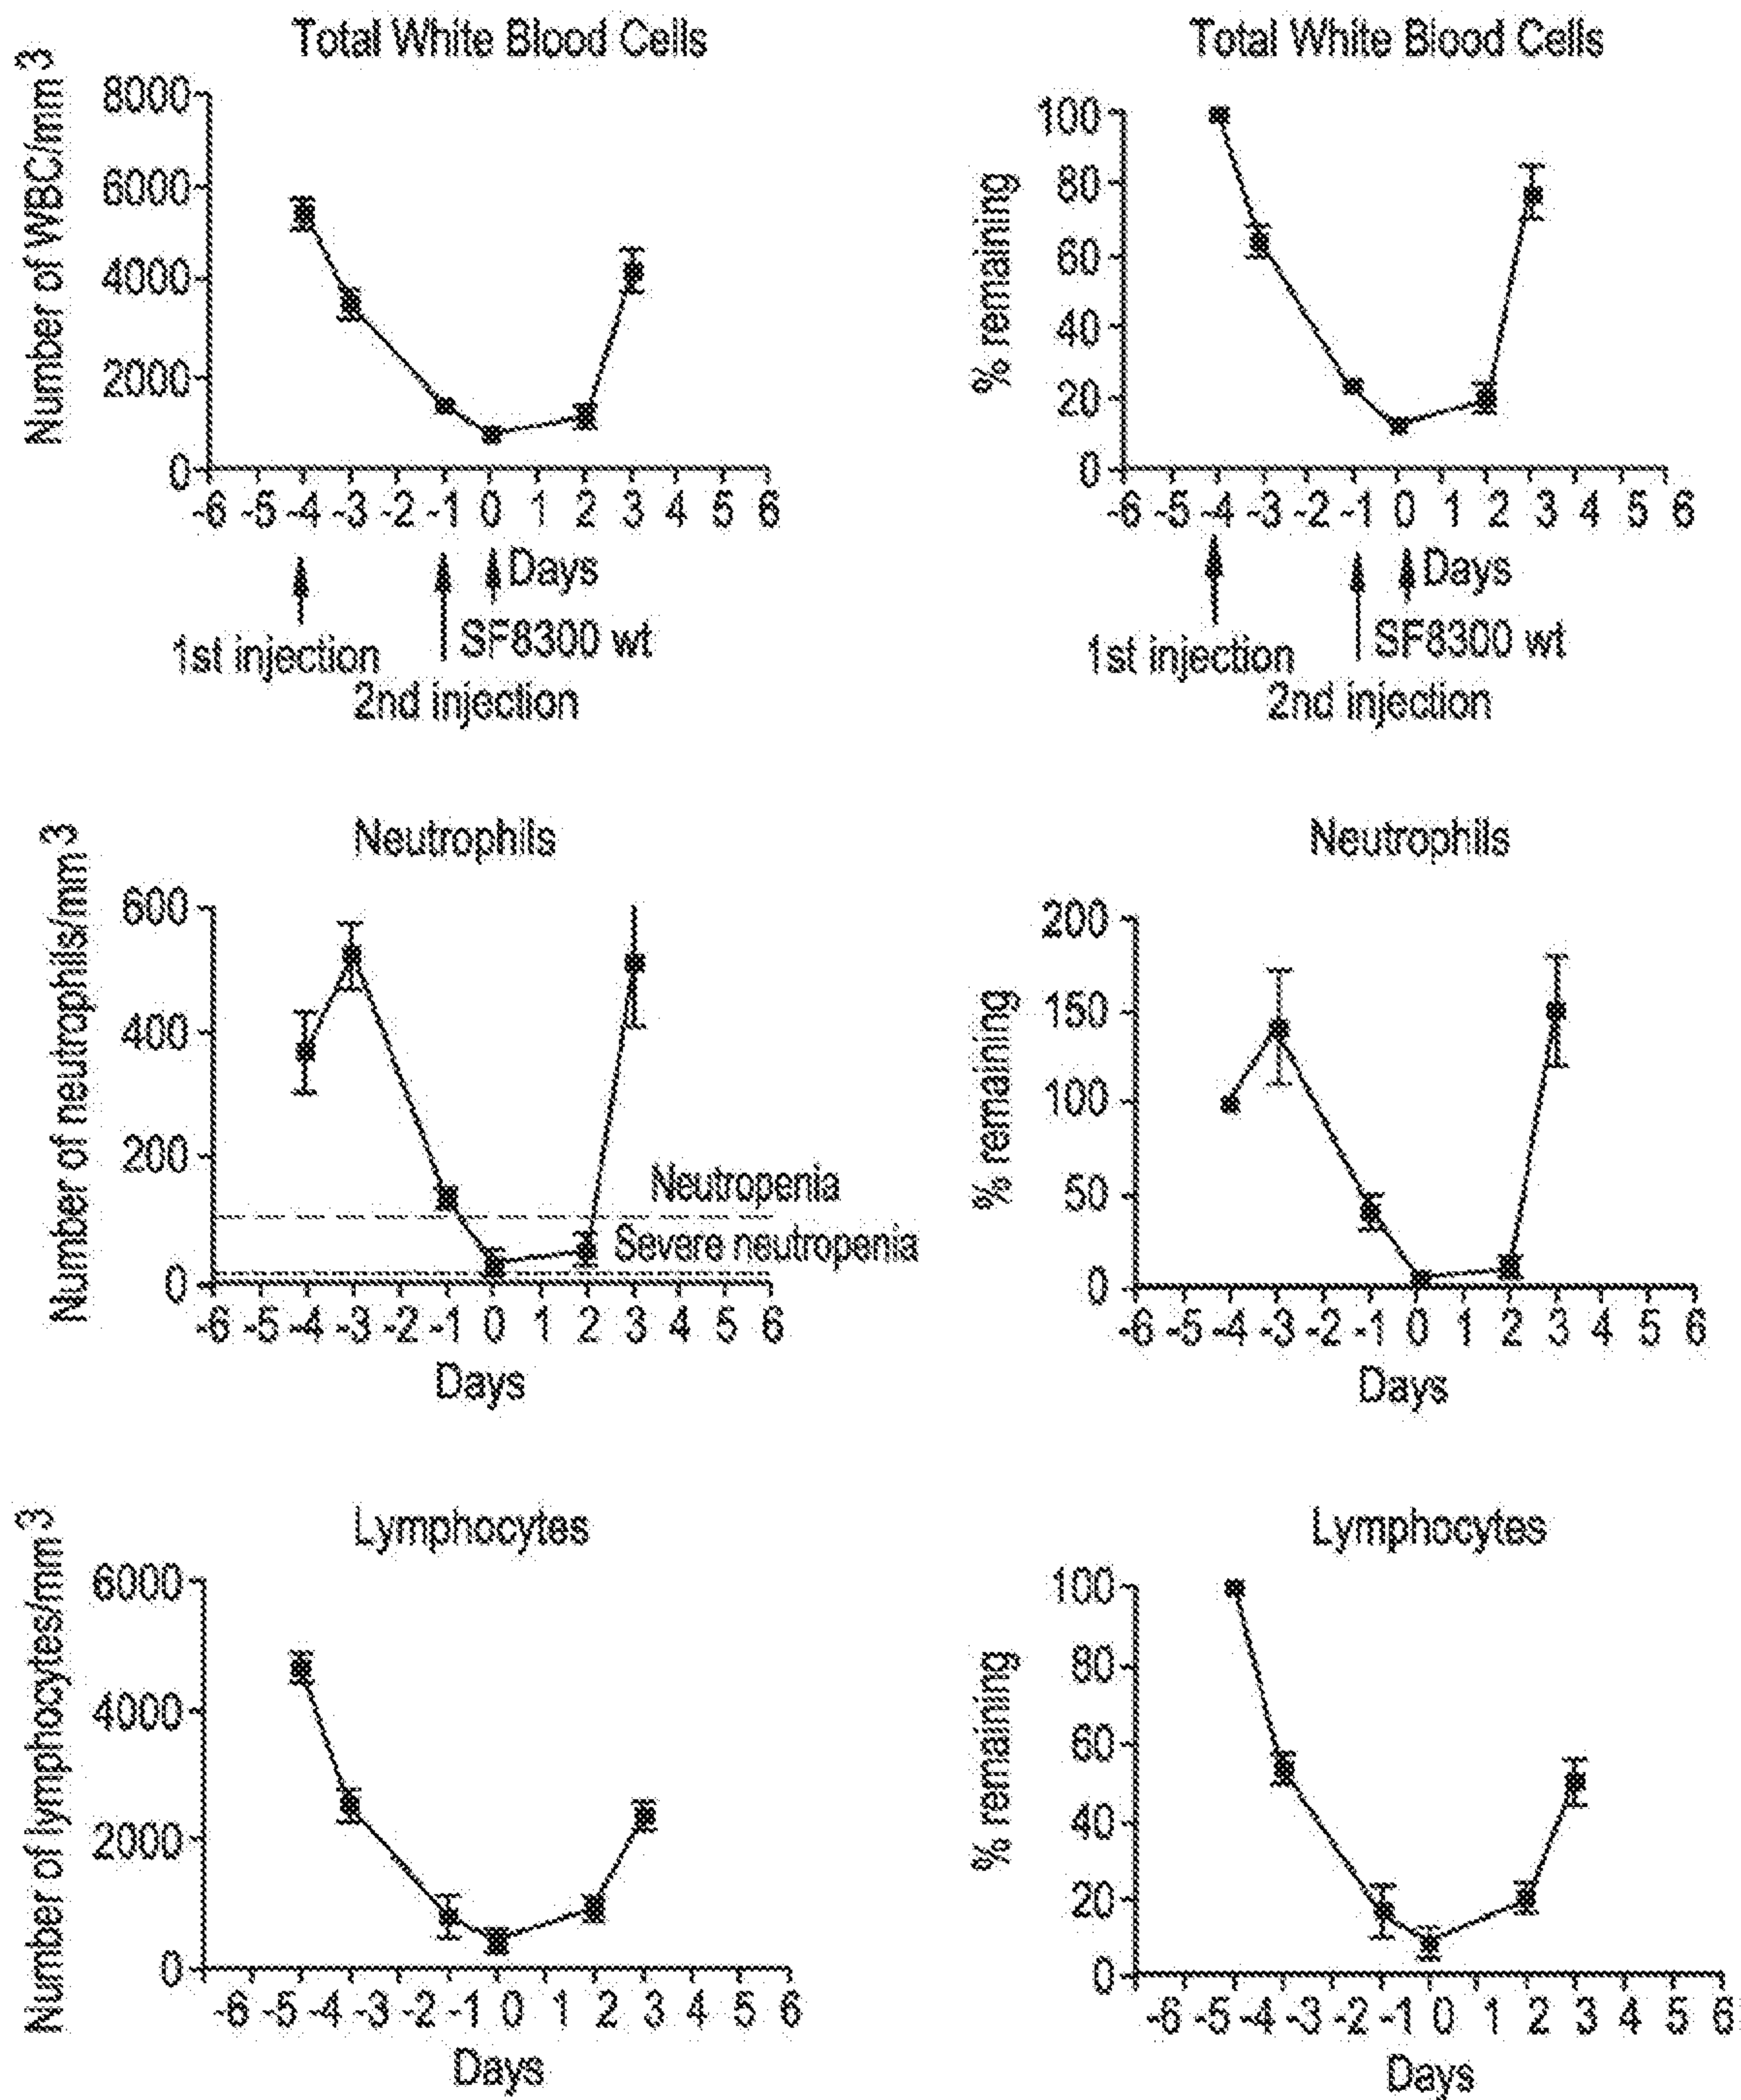 Total White Blood Cells
Number of WBC/mm3
8000
6000
4000
2000
0
-6 -5 -4 -3 -2 -1 0 1 2 3 4 5 6
Days
1st injection
SF8300 wt
2nd injection
Total White Blood Cells
% remaining
100
80
60
40
20
0
-6 -5 -4 -3 -2 -1 0 1 2 3 4 5 6
Days
1st injection
SF8300 wt
2nd injection
Neutrophils
Number of neutrophils/mm3
600
400
200
0
Neutropenia
Severe neutropenia
-6 -5 -4 -3 -2 -1 0 1 2 3 4 5 6
Days
Neutrophils
% remaining
200
150
100
50
0
-6 -5 -4 -3 -2 -1 0 1 2 3 4 5 6
Days
Lymphocytes
Number of lymphocytes/mm3
6000
4000
2000
0
-6 -5 -4 -3 -2 -1 0 1 2 3 4 5 6
Days
Lymphocytes
% remaining
100
80
60
40
20
0
-6 -5 -4 -3 -2 -1 0 1 2 3 4 5 6
Days